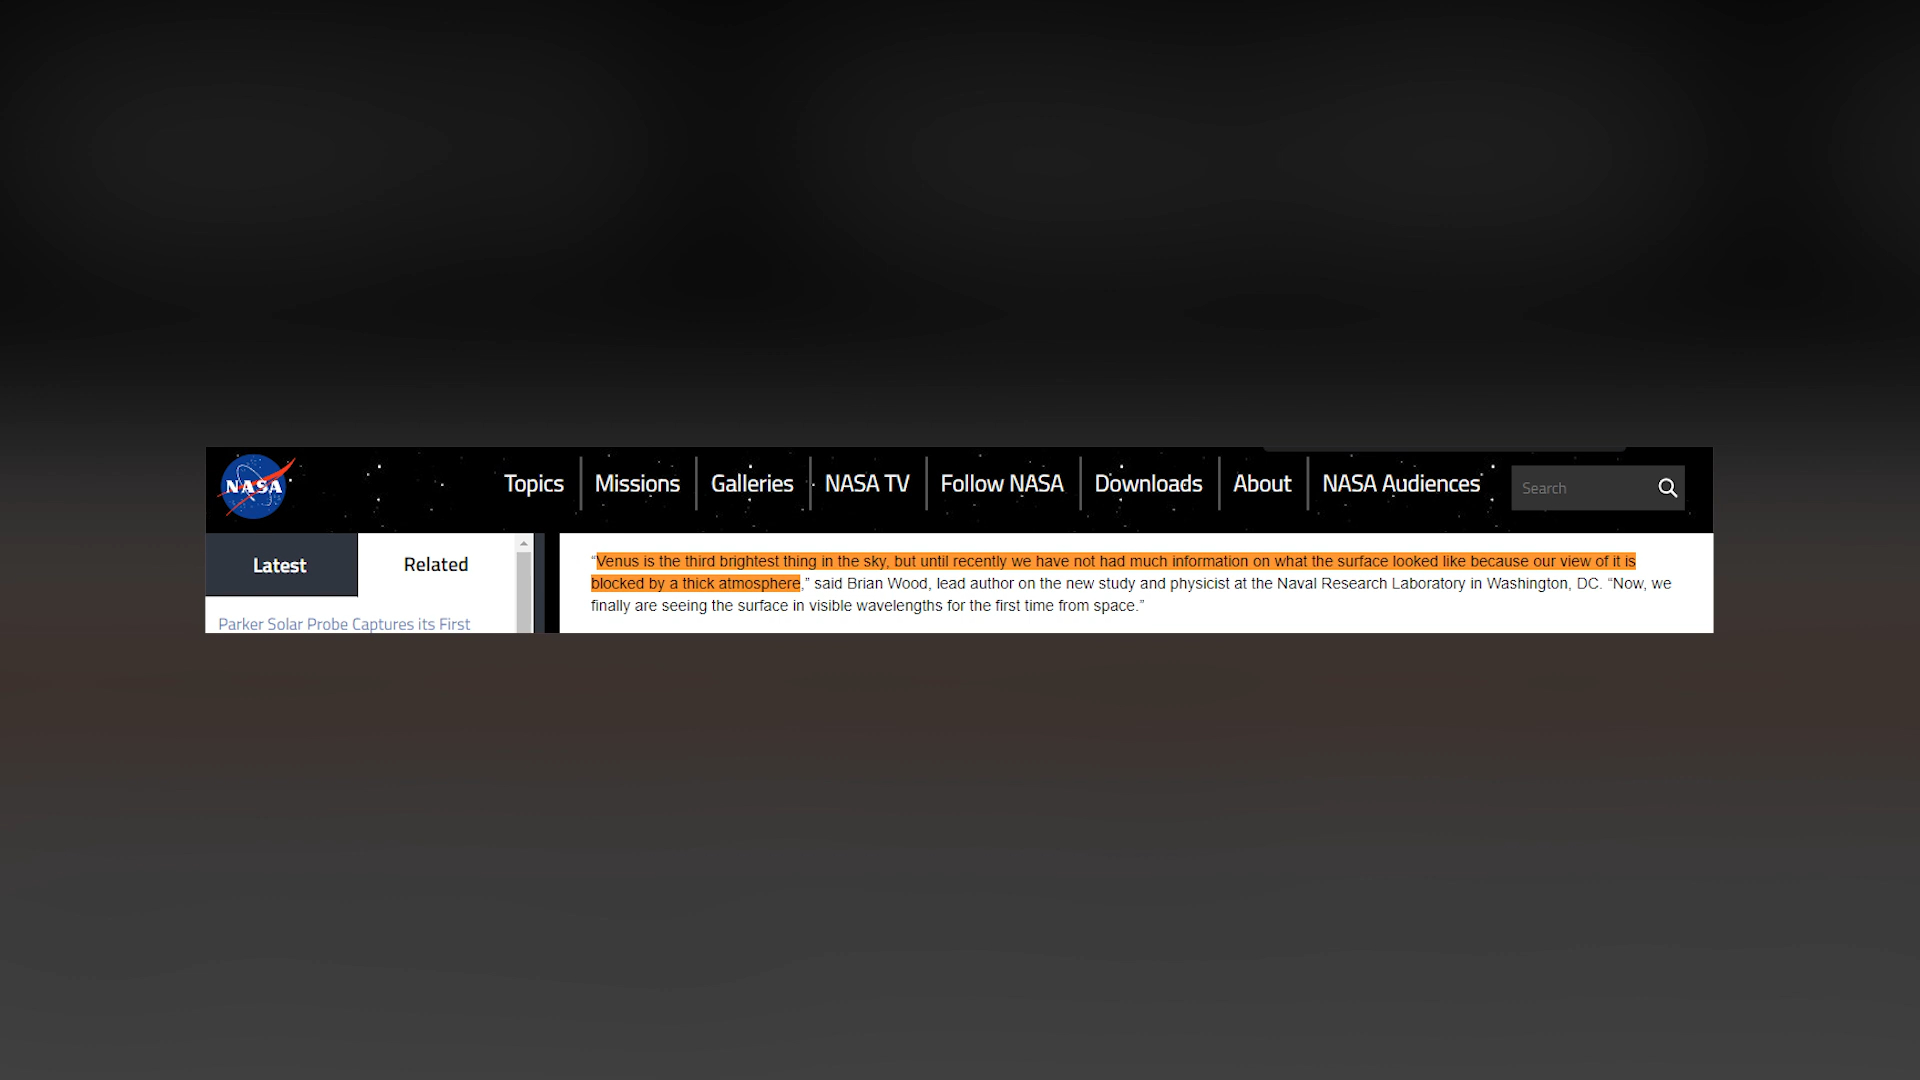 NASA
Topics
Missions
Galleries
NASA TV
Follow NASA
Downloads
About
NASA Audiences
Search
Latest
Related
Parker Solar Probe Captures its First
“Venus is the third brightest thing in the sky, but until recently we have not had much information on what the surface looked like because our view of it is
blocked by a thick atmosphere,” said Brian Wood, lead author on the new study and physicist at the Naval Research Laboratory in Washington, DC. “Now, we
finally are seeing the surface in visible wavelengths for the first time from space.”